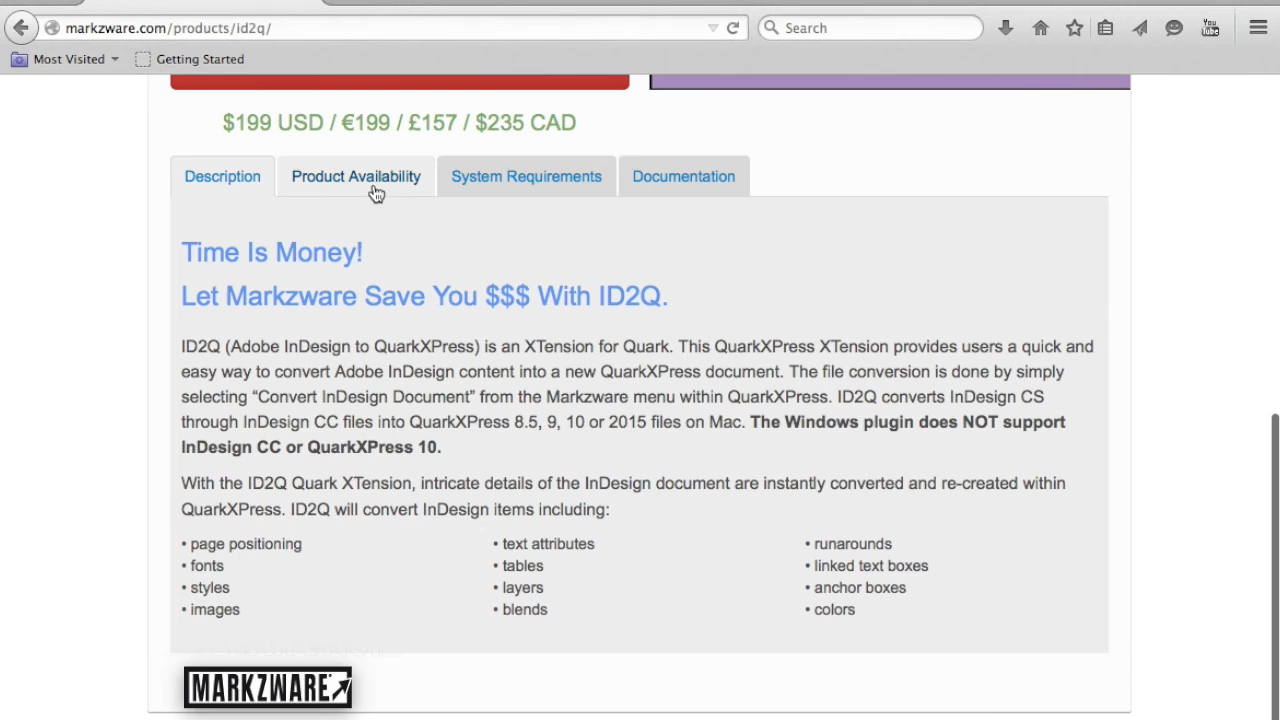 markzware.com/products/id2q/
Search
You
Tube
Most Visited
Getting Started
$199 USD / €199 / £157 / $235 CAD
Description
Product Availability
System Requirements
Documentation
Time Is Money!
Let Markzware Save You $$$ With ID2Q.
ID2Q (Adobe InDesign to QuarkXPress) is an XTension for Quark. This QuarkXPress XTension provides users a quick and
easy way to convert Adobe InDesign content into a new QuarkXPress document. The file conversion is done by simply
selecting “Convert InDesign Document” from the Markzware menu within QuarkXPress. ID2Q converts InDesign CS
through InDesign CC files into QuarkXPress 8.5, 9, 10 or 2015 files on Mac. The Windows plugin does NOT support
InDesign CC or QuarkXPress 10.
With the ID2Q Quark XTension, intricate details of the InDesign document are instantly converted and re-created within
QuarkXPress. ID2Q will convert InDesign items including:
• page positioning
• fonts
• styles
• images
• text attributes
• tables
• layers
• blends
• runarounds
• linked text boxes
• anchor boxes
• colors
MARKZWARE